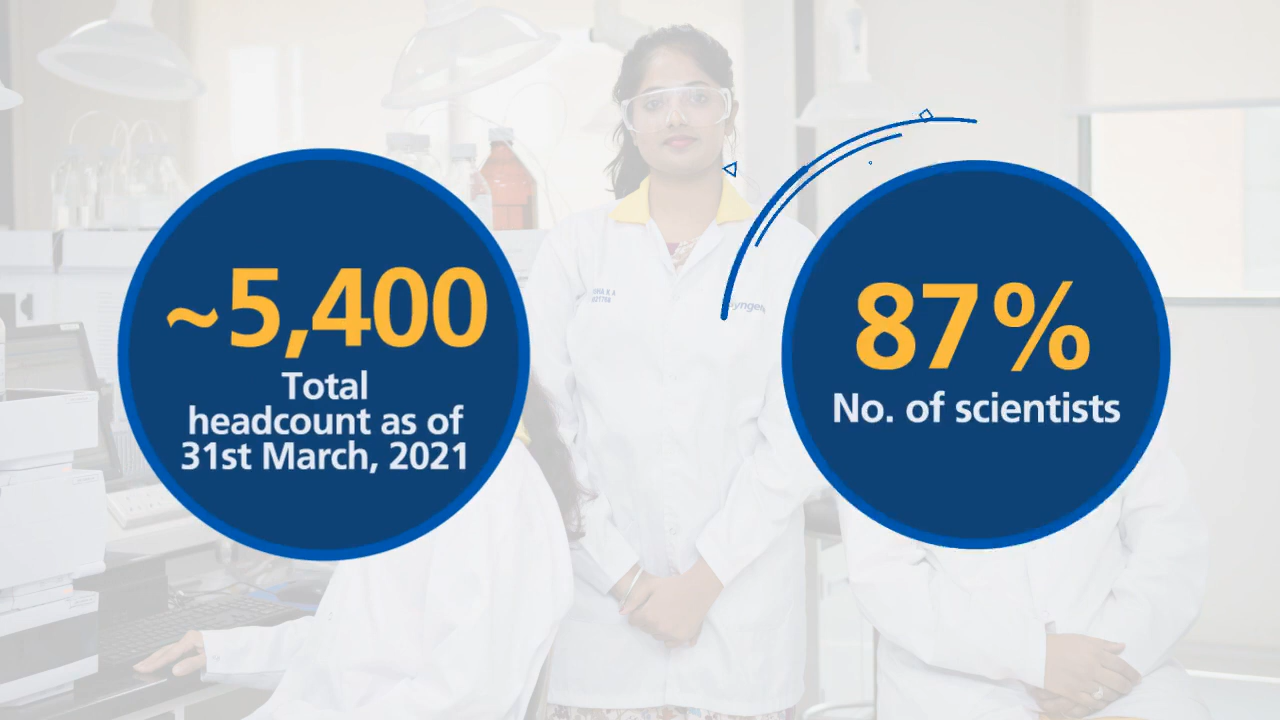 ~5,400
Total
headcount as of
31st March, 2021
87%
No. of scientists